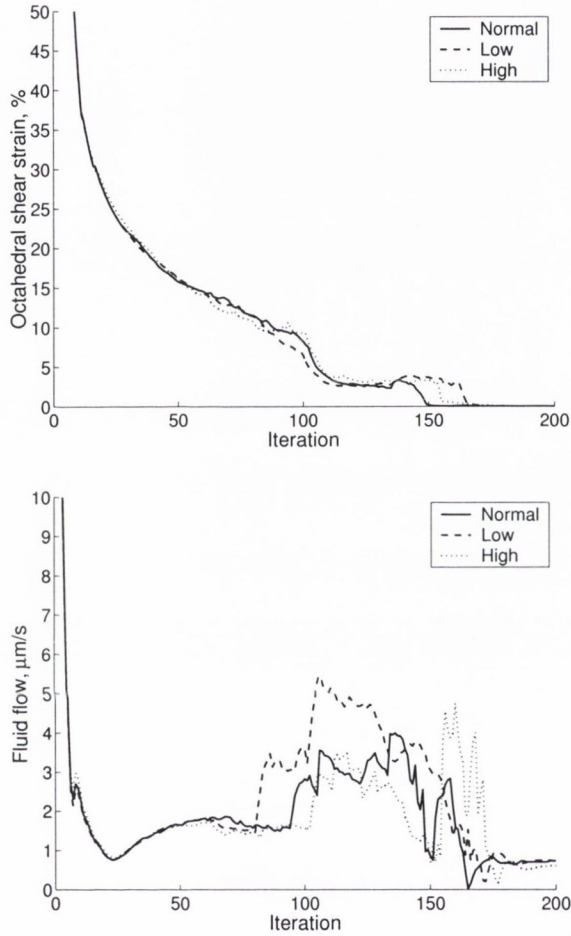 50
45
40
35
30
25
20
15
10
5
0
Octahedral shear strain, %
Normal
Low
High
0 50 100 150 200
Iteration
10
9
8
7
6
5
4
3
2
1
0
Fluid flow, μm/s
Normal
Low
High
0 50 100 150 200
Iteration